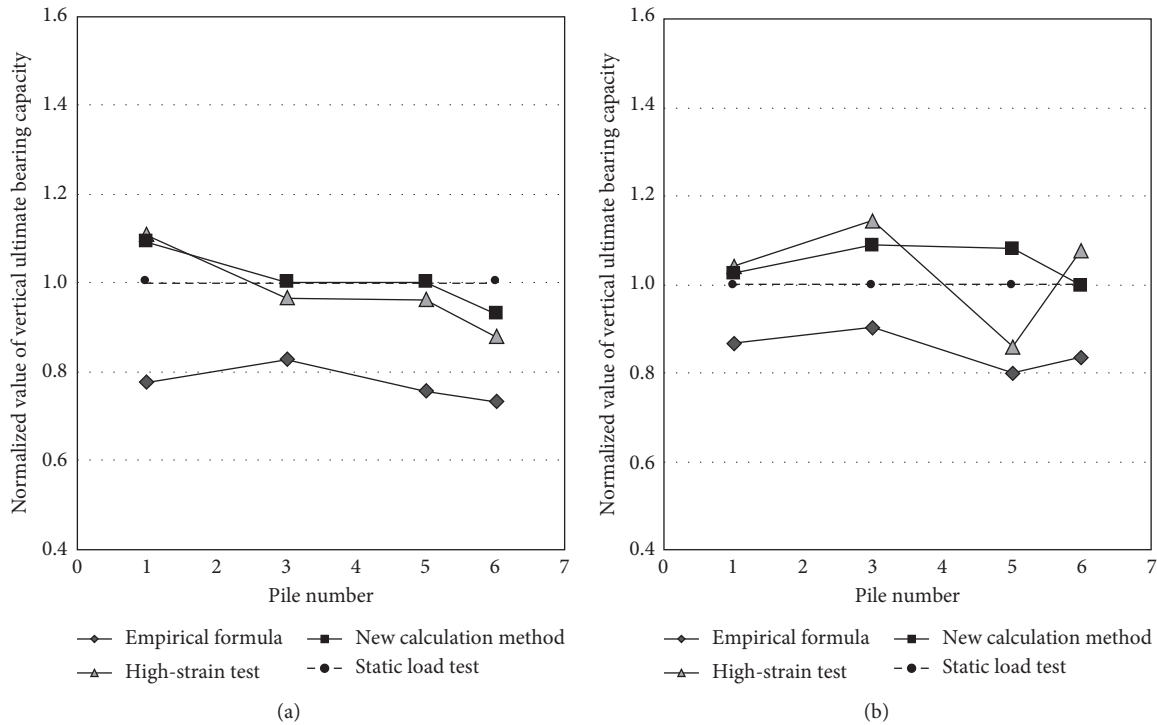 Normalized value of vertical ultimate bearing capacity
1.6
1.4
1.2
1.0
0.8
0.6
0.4
0 1 2 3 4 5 6 7
Pile number
Empirical formula
New calculation method
High-strain test
Static load test
(a)
Normalized value of vertical ultimate bearing capacity
1.6
1.4
1.2
1.0
0.8
0.6
0.4
0 1 2 3 4 5 6 7
Pile number
Empirical formula
New calculation method
High-strain test
Static load test
(b)